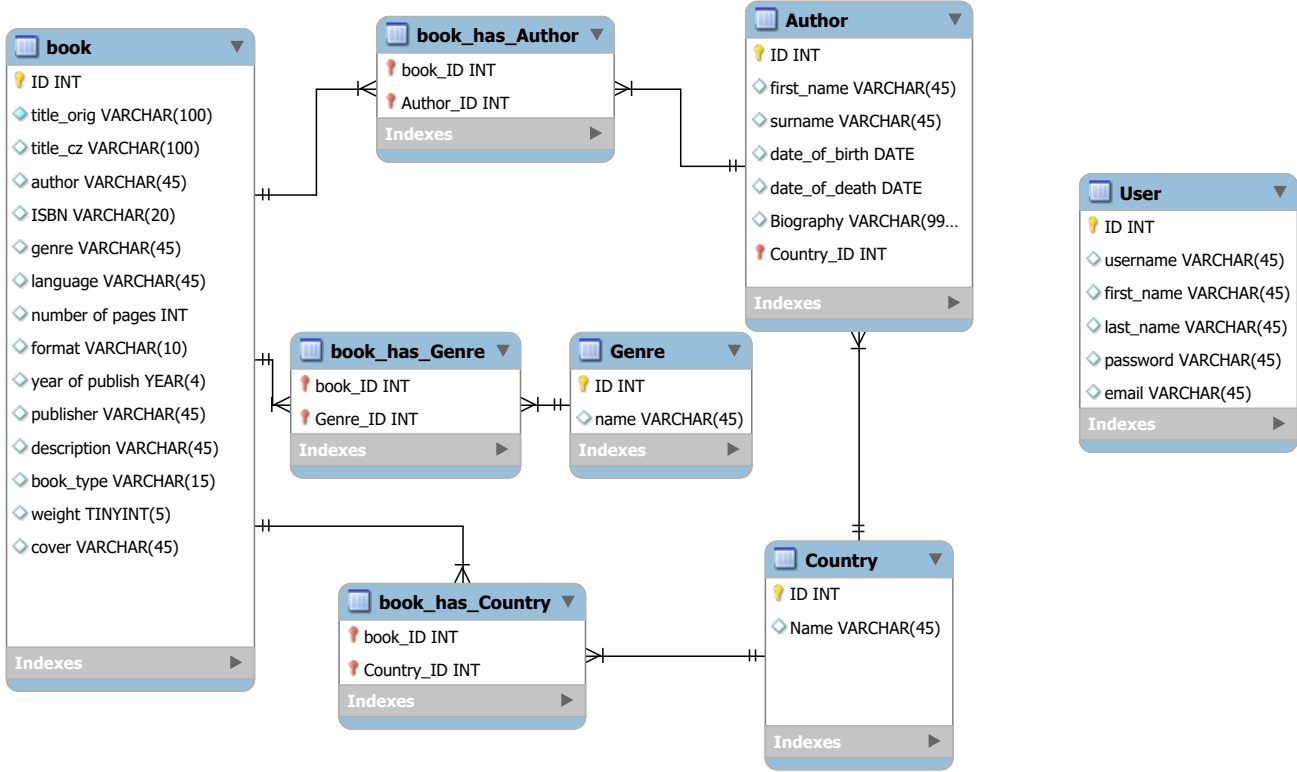 book
ID INT
title_orig VARCHAR(100)
title_cz VARCHAR(100)
author VARCHAR(45)
ISBN VARCHAR(20)
genre VARCHAR(45)
language VARCHAR(45)
number of pages INT
format VARCHAR(10)
year of publish YEAR(4)
publisher VARCHAR(45)
description VARCHAR(45)
book_type VARCHAR(15)
weight TINYINT(5)
cover VARCHAR(45)
Indexes
book_has_Author
book_ID INT
Author_ID INT
Indexes
Author
ID INT
first_name VARCHAR(45)
surname VARCHAR(45)
date_of_birth DATE
date_of_death DATE
Biography VARCHAR(99...
Country_ID INT
Indexes
User
ID INT
username VARCHAR(45)
first_name VARCHAR(45)
last_name VARCHAR(45)
password VARCHAR(45)
email VARCHAR(45)
Indexes
book_has_Genre
book_ID INT
Genre_ID INT
Indexes
Genre
ID INT
name VARCHAR(45)
Indexes
book_has_Country
book_ID INT
Country_ID INT
Indexes
Country
ID INT
Name VARCHAR(45)
Indexes